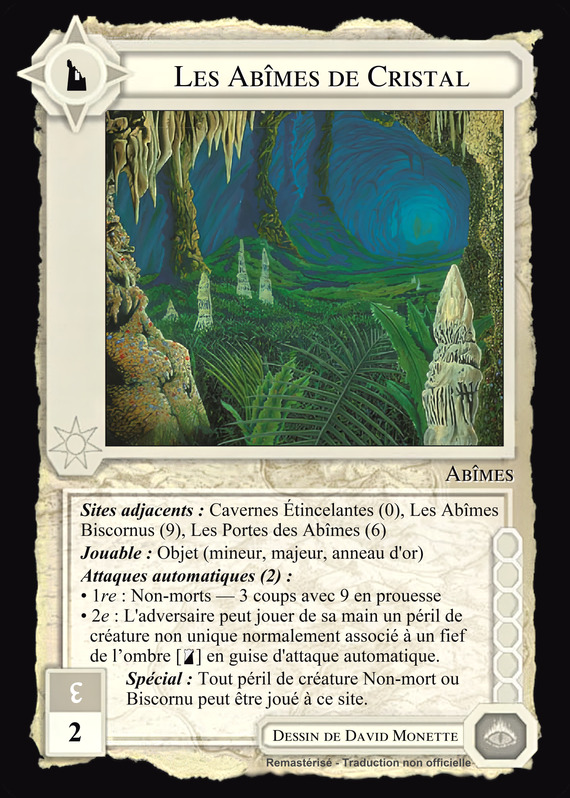 Les Abîmes de Cristal
Abîmes
Sites adjacents : Cavernes Étincelantes (0), Les Abîmes
Biscornus (9), Les Portes des Abîmes (6)
Jouable : Objet (mineur, majeur, anneau d'or)
Attaques automatiques (2) :
• 1re : Non-morts — 3 coups avec 9 en prouesse
• 2e : L'adversaire peut jouer de sa main un péril de
créature non unique normalement associé à un fief
de l’ombre [] en guise d'attaque automatique.
Spécial : Tout péril de créature Non-mort ou
Biscornu peut être joué à ce site.
2
Dessin de David Monette
Remastérisé - Traduction non officielle